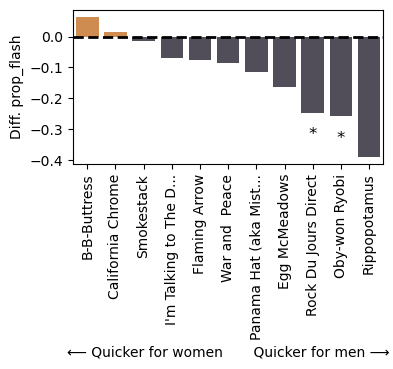 Diff. prop_flash
0.0
−0.1
−0.2
−0.3
−0.4
* *
B-B-Buttress
California Chrome
Smokestack
I'm Talking to The D...
Flaming Arrow
War and  Peace
Panama Hat (aka Mist...
Egg McMeadows
Rock Du Jours Direct
Oby-won Ryobi
Rippopotamus
⟵ Quicker for women
Quicker for men ⟶